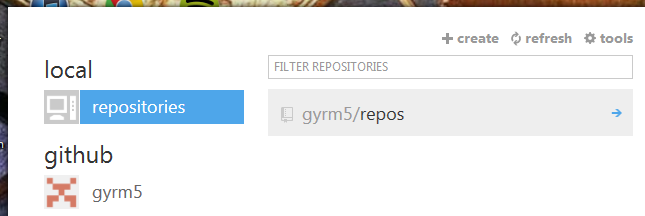 create refresh tools
local
FILTER REPOSITORIES
repositories
gyrm5/repos
github
gyrm5